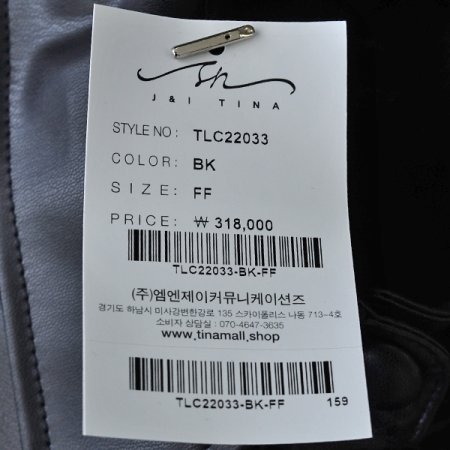 J & I TINA
STYLE NO : TLC22033
COLOR: BK
SIZE: FF
PRICE: ₩ 318,000
TLC22033-BK-FF
(주)엠엔제이커뮤니케이션즈
경기도 하남시 미사강변한강로 135 스카이폴리스 나동 713-4호
소비자 상담실 : 070-4647-3635
www.tinamall.shop
TLC22033-BK-FF 159